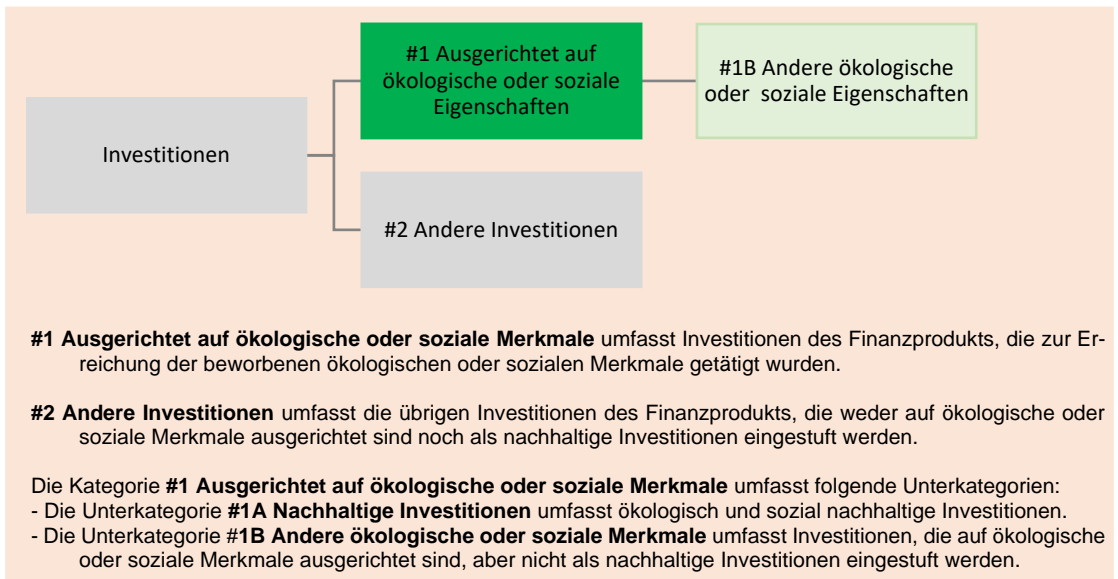 #1 Ausgerichtet auf
ökologische oder soziale
Eigenschaften
#1B Andere ökologische
oder soziale Eigenschaften
Investitionen
#2 Andere Investitionen
#1 Ausgerichtet auf ökologische oder soziale Merkmale umfasst Investitionen des Finanzprodukts, die zur Er-
reichung der beworbenen ökologischen oder sozialen Merkmale getätigt wurden.
#2 Andere Investitionen umfasst die übrigen Investitionen des Finanzprodukts, die weder auf ökologische oder
soziale Merkmale ausgerichtet sind noch als nachhaltige Investitionen eingestuft werden.
Die Kategorie #1 Ausgerichtet auf ökologische oder soziale Merkmale umfasst folgende Unterkategorien:
- Die Unterkategorie #1A Nachhaltige Investitionen umfasst ökologisch und sozial nachhaltige Investitionen.
- Die Unterkategorie #1B Andere ökologische oder soziale Merkmale umfasst Investitionen, die auf ökologische
oder soziale Merkmale ausgerichtet sind, aber nicht als nachhaltige Investitionen eingestuft werden.